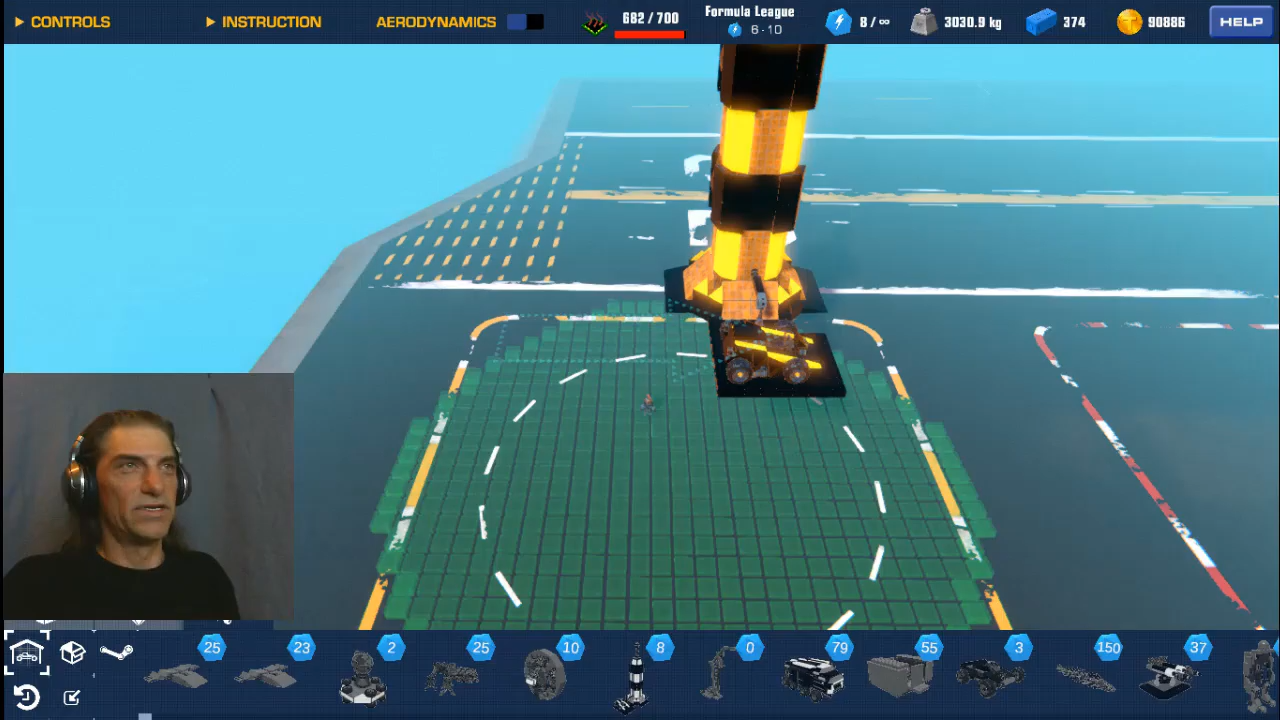 CONTROLS
INSTRUCTION
AERODYNAMICS
682 / 700
Formula League
6 - 10
8 / ∞
3030.9 kg
374
90886
HELP
25
23
2
25
10
8
0
79
55
3
150
37